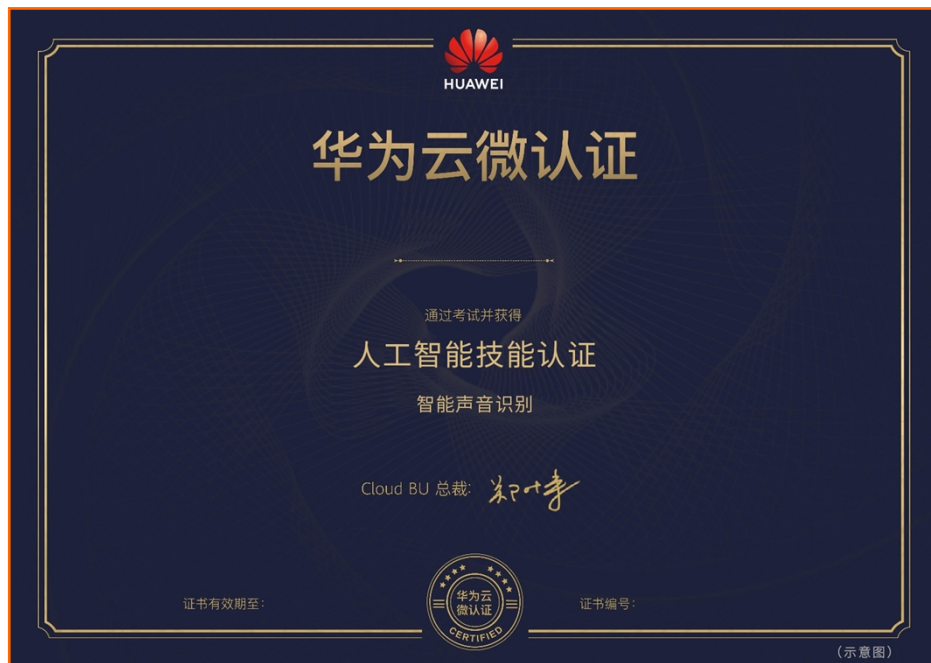 HUAWEI
华为云微认证
通过考试并获得
人工智能技能认证
智能声音识别
Cloud BU 总裁:
华为云
微认证
CERTIFIED
证书有效期至:
证书编号:
(示意图)